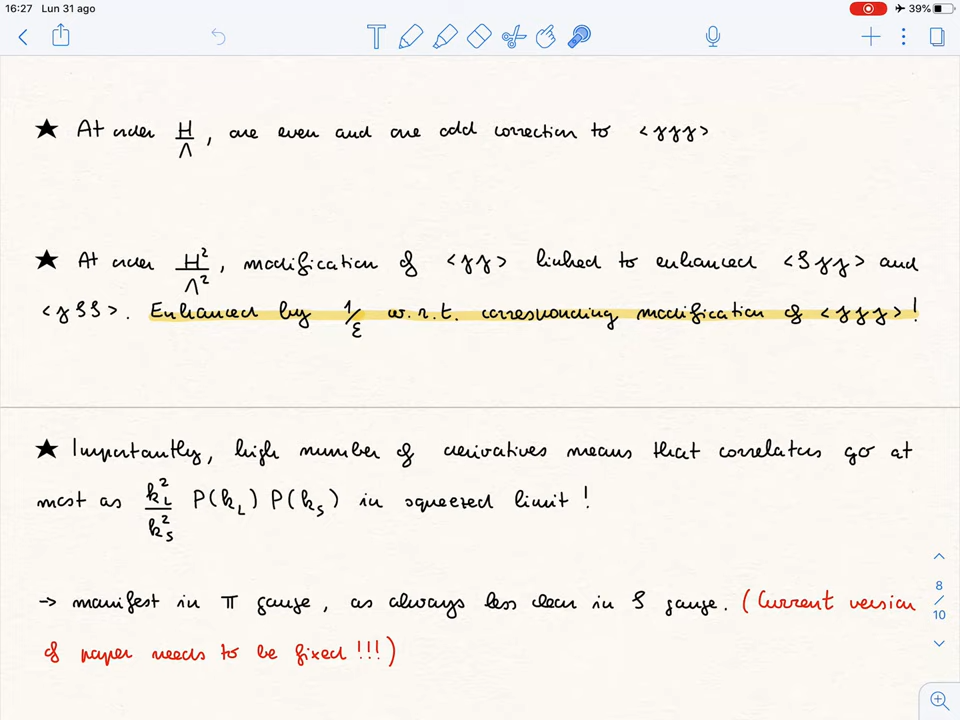 16:27 Lun 31 ago 39%
★ At order H/Λ, one even and one odd correction to <γγγ>
★ At order H²/Λ², modification of <γγ> linked to enhanced <ζγγ> and
<γζζ>. Enhanced by 1/ε w.r.t. corresponding modification of <γγγ>!
★ Importantly, high number of derivatives means that correlators go at
most as k_L²/k_S² P(k_L) P(k_S) in squeezed limit!
→ manifest in π gauge, as always less clear in ζ gauge. (Current version
of paper needs to be fixed!!!)
8
/
10